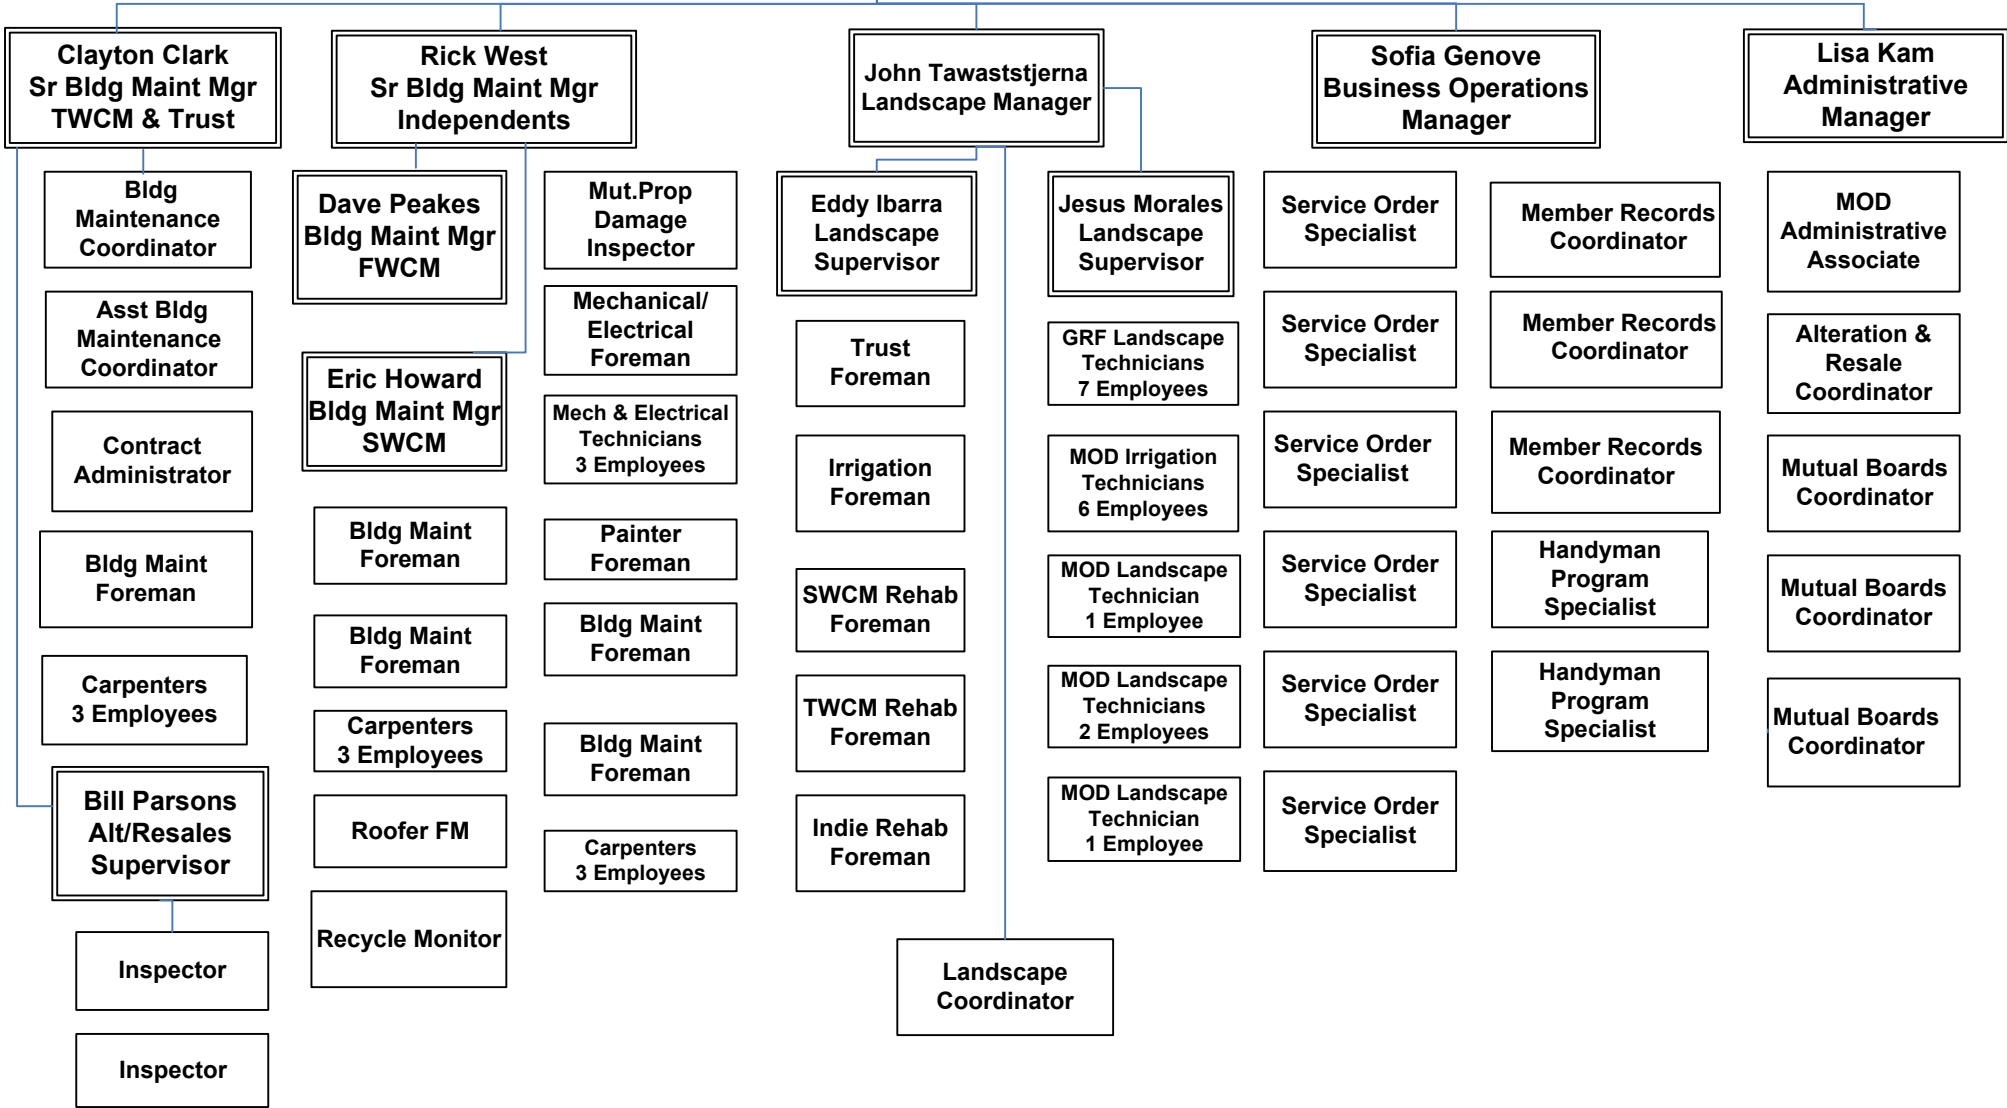 Clayton Clark
Sr Bldg Maint Mgr
TWCM & Trust
Rick West
Sr Bldg Maint Mgr
Independents
John Tawaststjerna
Landscape Manager
Sofia Genove
Business Operations
Manager
Lisa Kam
Administrative
Manager
Bldg
Maintenance
Coordinator
Asst Bldg
Maintenance
Coordinator
Contract
Administrator
Bldg Maint
Foreman
Carpenters
3 Employees
Bill Parsons
Alt/Resales
Supervisor
Inspector
Inspector
Dave Peakes
Bldg Maint Mgr
FWCM
Eric Howard
Bldg Maint Mgr
SWCM
Bldg Maint
Foreman
Bldg Maint
Foreman
Carpenters
3 Employees
Roofer FM
Recycle Monitor
Mut.Prop
Damage
Inspector
Mechanical/
Electrical
Foreman
Mech & Electrical
Technicians
3 Employees
Painter
Foreman
Bldg Maint
Foreman
Bldg Maint
Foreman
Carpenters
3 Employees
Eddy Ibarra
Landscape
Supervisor
Trust
Foreman
Irrigation
Foreman
SWCM Rehab
Foreman
TWCM Rehab
Foreman
Indie Rehab
Foreman
Landscape
Coordinator
Jesus Morales
Landscape
Supervisor
GRF Landscape
Technicians
7 Employees
MOD Irrigation
Technicians
6 Employees
MOD Landscape
Technician
1 Employee
MOD Landscape
Technicians
2 Employees
MOD Landscape
Technician
1 Employee
Service Order
Specialist
Service Order
Specialist
Service Order
Specialist
Service Order
Specialist
Service Order
Specialist
Service Order
Specialist
Member Records
Coordinator
Member Records
Coordinator
Member Records
Coordinator
Handyman
Program
Specialist
Handyman
Program
Specialist
MOD
Administrative
Associate
Alteration &
Resale
Coordinator
Mutual Boards
Coordinator
Mutual Boards
Coordinator
Mutual Boards
Coordinator